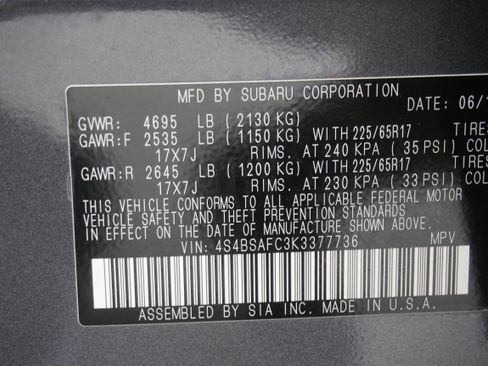 MFD BY SUBARU CORPORATION
DATE: 06/1
GVWR: 4695 LB ( 2130 KG)
GAWR:F 2535 LB ( 1150 KG) WITH 225/65R17 TIRES
17X7J RIMS. AT 240 KPA ( 35 PSI) COL
GAWR:R 2645 LB ( 1200 KG) WITH 225/65R17 TIRES
17X7J RIMS. AT 230 KPA ( 33 PSI) COL
THIS VEHICLE CONFORMS TO ALL APPLICABLE FEDERAL MOTOR
VEHICLE SAFETY AND THEFT PREVENTION STANDARDS
IN EFFECT ON THE DATE OF MANUFACTURE SHOWN ABOVE.
VIN: 4S4BSAFC3K3377736 MPV
ASSEMBLED BY SIA INC. MADE IN U.S.A.